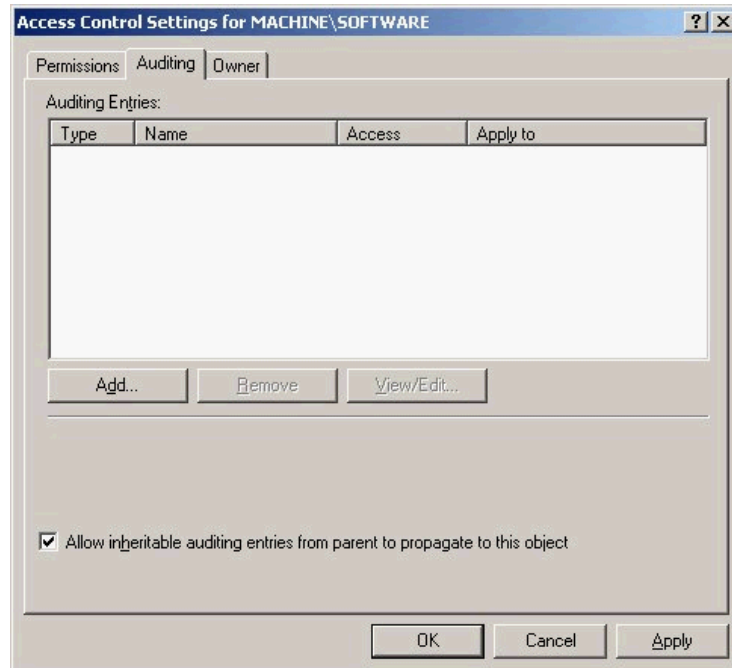 Access Control Settings for MACHINE\SOFTWARE
Permissions Auditing Owner
Auditing Entries:
Type Name Access Apply to
Add... Remove View/Edit...
Allow inheritable auditing entries from parent to propagate to this object
OK Cancel Apply